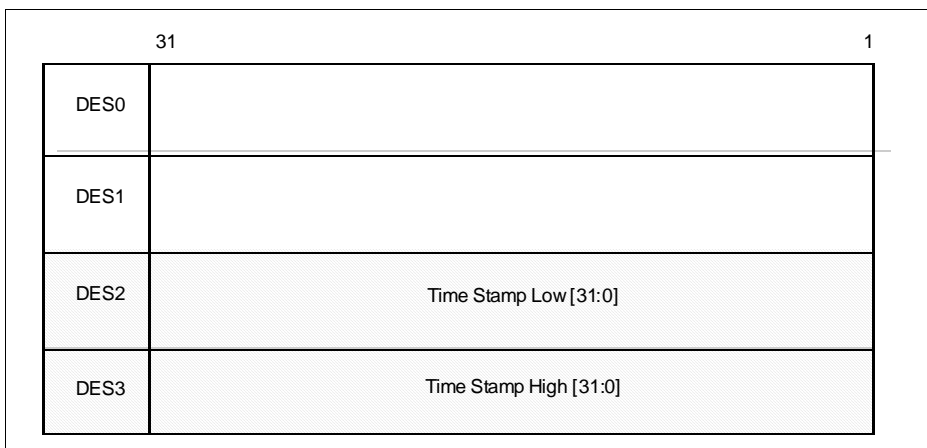 31 1
DES0
DES1
DES2 Time Stamp Low [31:0]
DES3 Time Stamp High [31:0]